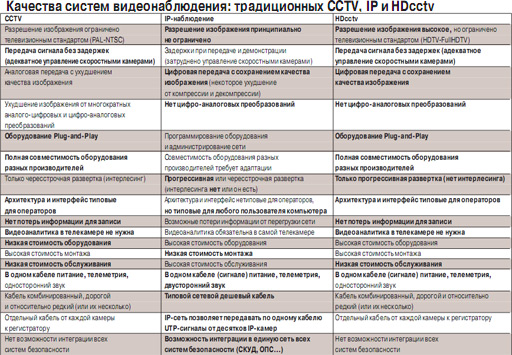 Качества систем видеонаблюдения: традиционных CCTV, IP и HDcctv
CCTV
IP-наблюдение
HDcctv
Разрешение изображения ограничено
телевизионным стандартом (PAL-NTSC)
Разрешение изображения принципиально
не ограничено
Разрешение изображения высокое, но ограничено
телевизионным стандартом (HDTV-FullHDTV)
Передача сигнала без задержек
(адекватное управление скоростными камерами)
Задержки при передаче и демонстрации
(затруднено управление скоростными камерами)
Передача сигнала без задержек (адекватное
управление скоростными камерами)
Аналоговая передача с ухудшением
качества изображения
Цифровая передача с сохранением качества
изображения (некоторое ухудшение
от компрессии и декомпрессии)
Цифровая передача с сохранением
качества изображения
Ухудшение изображения от многократных
аналого-цифровых и цифро-аналоговых
преобразований
Нет цифро-аналоговых преобразований
Нет цифро-аналоговых преобразований
Оборудование Plug-and-Play
Программирование оборудования
и администрирование сети
Оборудование Plug-and-Play
Полная совместимость оборудования
разных производителей
Совместимость оборудования разных
производителей требует адаптации
Полная совместимость оборудования
разных производителей
Только чересстрочная развертка (интерлесинг)
Прогрессивная или чересстрочная развертка
(интерлесинга нет или он есть)
Только прогрессивная развертка (нет интерлесинга)
Архитектура и интерфейс типовые
для операторов
Архитектура и интерфейс нетиповые для операторов,
но типовые для любого пользователя компьютера
Архитектура и интерфейс типовые
для операторов
Нет потерь информации для записи
Возможные потери информации от перегрузки сети
Нет потерь информации для записи
Видеоаналитика в телекамере не нужна
Видеоаналитика обязательна в самой телекамере
Видеоаналитика в телекамере не нужна
Низкая стоимость оборудования
Высокая стоимость оборудования
Низкая стоимость оборудования
Высокая стоимость монтажа
Низкая стоимость монтажа
Высокая стоимость монтажа
Низкая стоимость обслуживания
Высокая стоимость обслуживания
Низкая стоимость обслуживания
В одном кабеле питание, телеметрия,
односторонний звук
В одном кабеле (сигнале) питание, телеметрия,
двусторонний звук
В одном кабеле (сигнале) питание, телеметрия,
односторонний звук
Кабель комбинированный, дорогой
и относительно редкий (или их несколько)
Типовой сетевой дешевый кабель
Кабель комбинированный, дорогой и относительно
редкий (или их несколько)
Отдельный кабель от каждой камеры
к регистратору
IP-сеть позволяет передавать по одному кабелю
UTP-сигналы от десятков IP-камер
Отдельный кабель от каждой камеры к регистратору
Нет возможности интеграции всех
систем безопасности
Возможность интеграции в единую сеть всех
систем безопасности (СКУД, ОПС...)
Нет возможности интеграции всех
систем безопасности